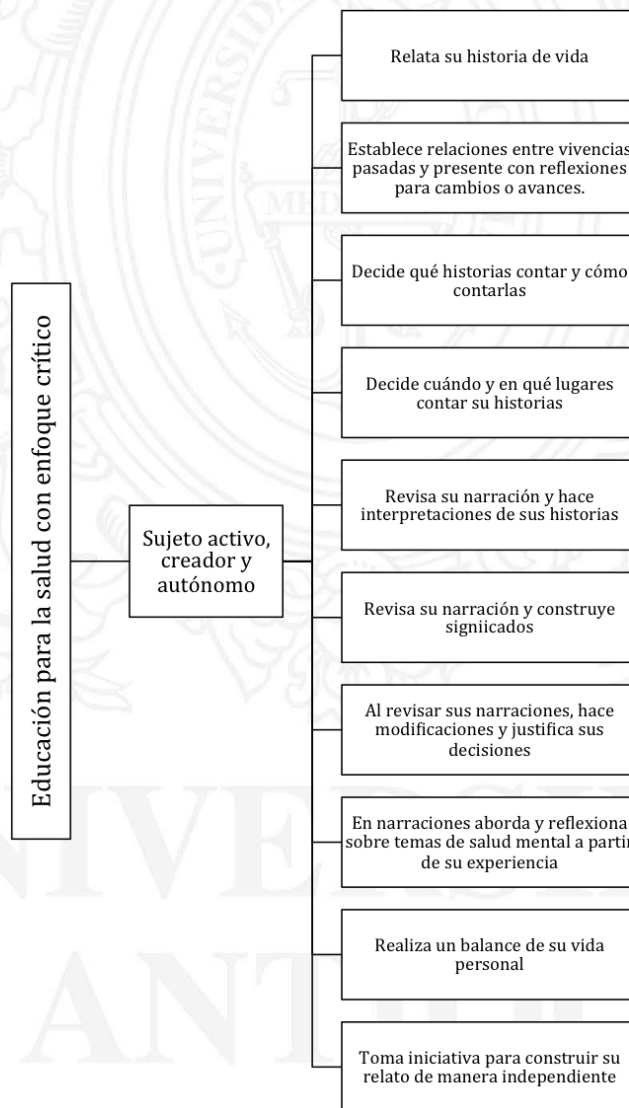 Educación para la salud con enfoque crítico
Sujeto activo,
creador y
autónomo
Relata su historia de vida
Establece relaciones entre vivencias
pasadas y presente con reflexiones
para cambios o avances.
Decide qué historias contar y cómo
contarlas
Decide cuándo y en qué lugares
contar su historias
Revisa su narración y hace
interpretaciones de sus historias
Revisa su narración y construye
signiicados
Al revisar sus narraciones, hace
modificaciones y justifica sus
decisiones
En narraciones aborda y reflexiona
sobre temas de salud mental a partir
de su experiencia
Realiza un balance de su vida
personal
Toma iniciativa para construir su
relato de manera independiente